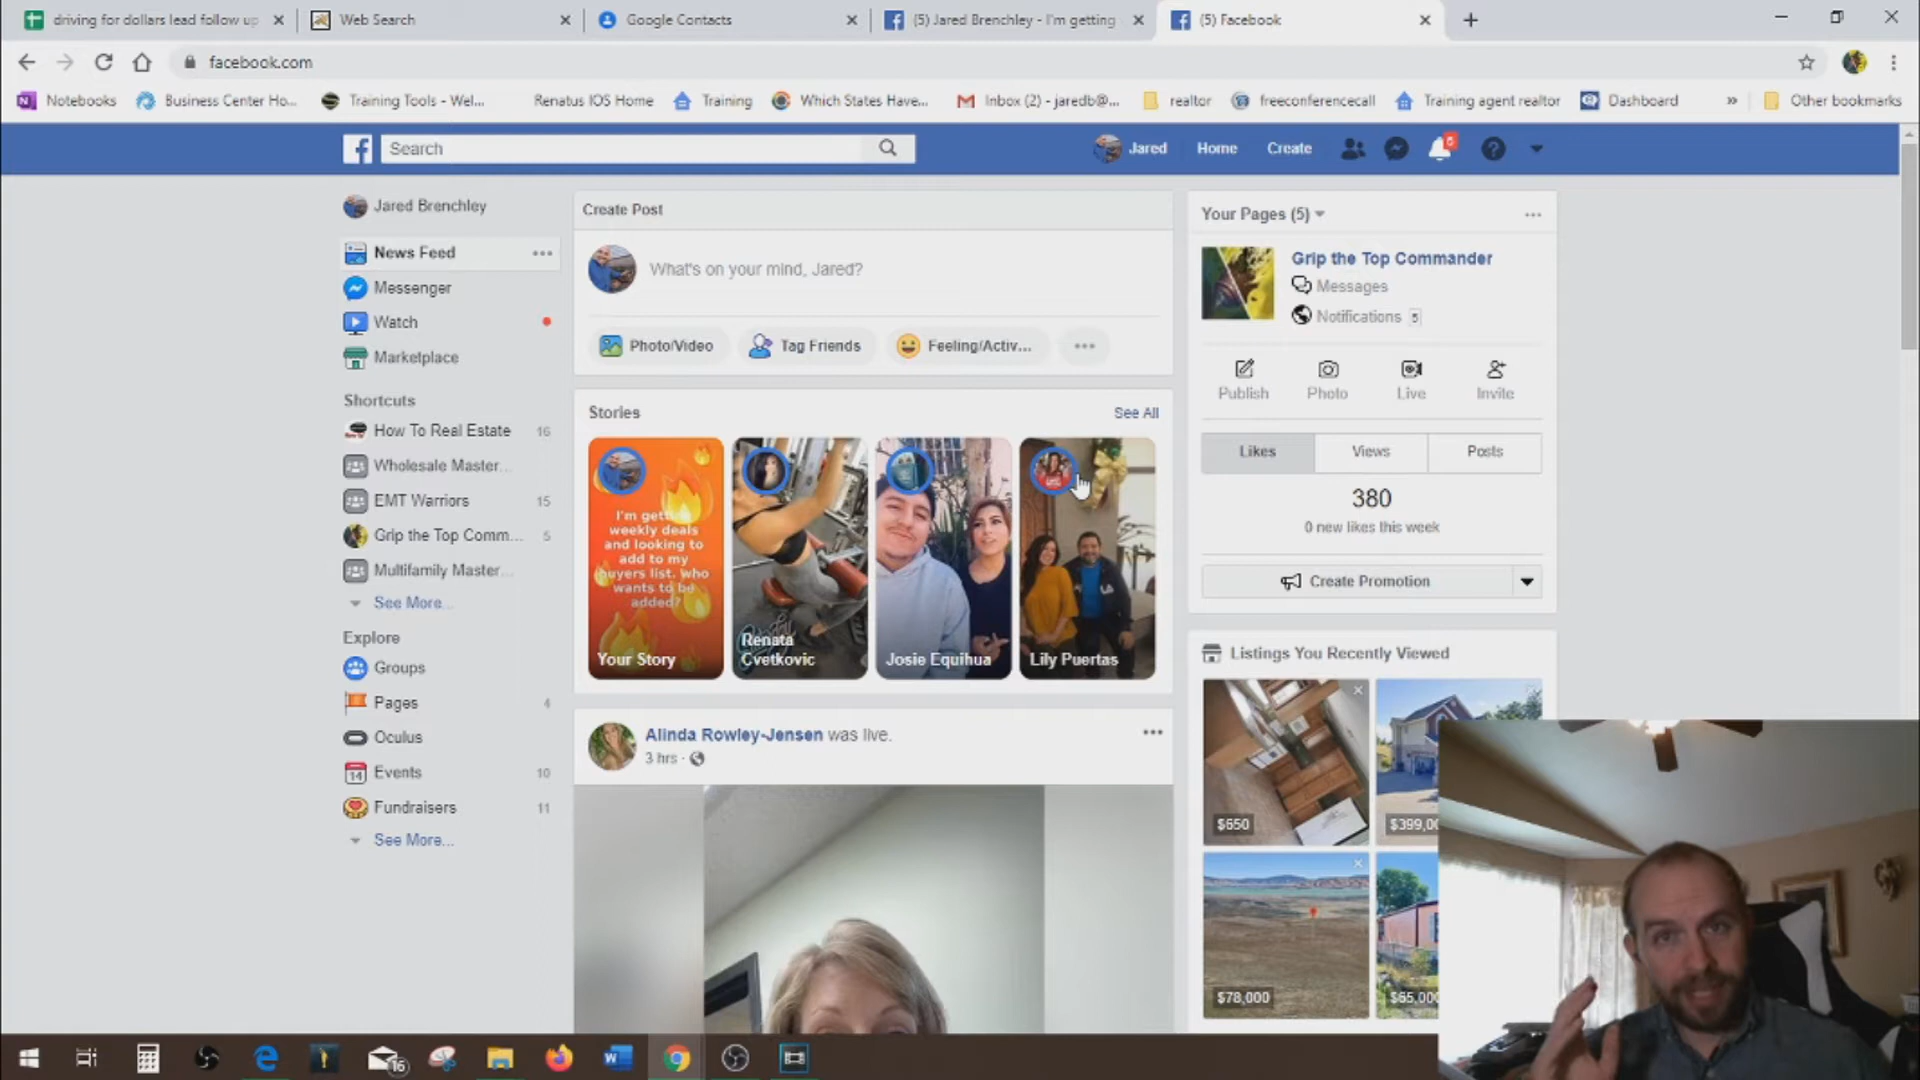 driving for dollars lead follow up
Web Search
Google Contacts
(5) Jared Brenchley - I'm getting
(5) Facebook
facebook.com
Notebooks
Business Center Ho...
Training Tools - Wel...
Renatus IOS Home
Training
Which States Have...
Inbox (2) - jaredb@...
realtor
freeconferencecall
Training agent realtor
Dashboard
»
Other bookmarks
Search
Jared
Home
Create
Jared Brenchley
News Feed
Messenger
Watch
Marketplace
Shortcuts
How To Real Estate 16
Wholesale Master...
EMT Warriors 15
Grip the Top Comm... 5
Multifamily Master...
See More...
Explore
Groups
Pages 4
Oculus
Events 10
Fundraisers 11
See More...
Create Post
What's on your mind, Jared?
Photo/Video
Tag Friends
Feeling/Activ...
Stories
See All
I'm getting
weekly deals
and looking to
add to my
buyers list. Who
wants to be
added?
Your Story
Renata
Cvetkovic
Josie Equihua
Lily Puertas
Alinda Rowley-Jensen was live.
3 hrs ·
Your Pages (5)
Grip the Top Commander
Messages
Notifications 5
Publish
Photo
Live
Invite
Likes
Views
Posts
380
0 new likes this week
Create Promotion
Listings You Recently Viewed
$650
$399,00
$78,000
$65,000
16